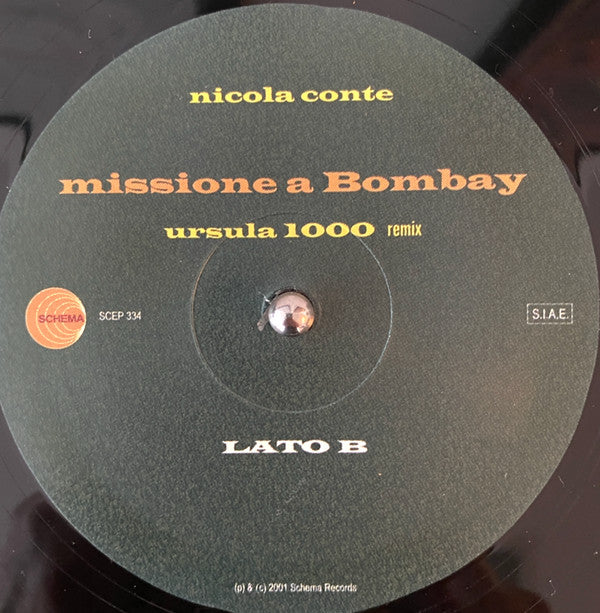 nicola conte
missione a Bombay
ursula 1000 remix
SCHEMA
SCEP 334
S.I.A.E.
LATO B
(p) & (c) 2001 Schema Records